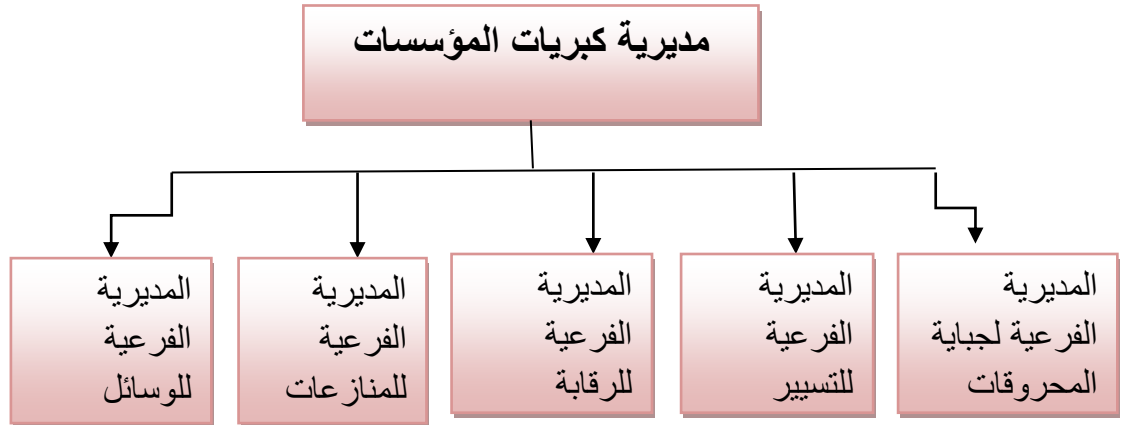 مديرية كبريات المؤسسات
المديرية
الفرعية لجباية
المحروقات
المديرية
الفرعية
للتسيير
المديرية
الفرعية
للرقابة
المديرية
الفرعية
للمنازعات
المديرية
الفرعية
للوسائل